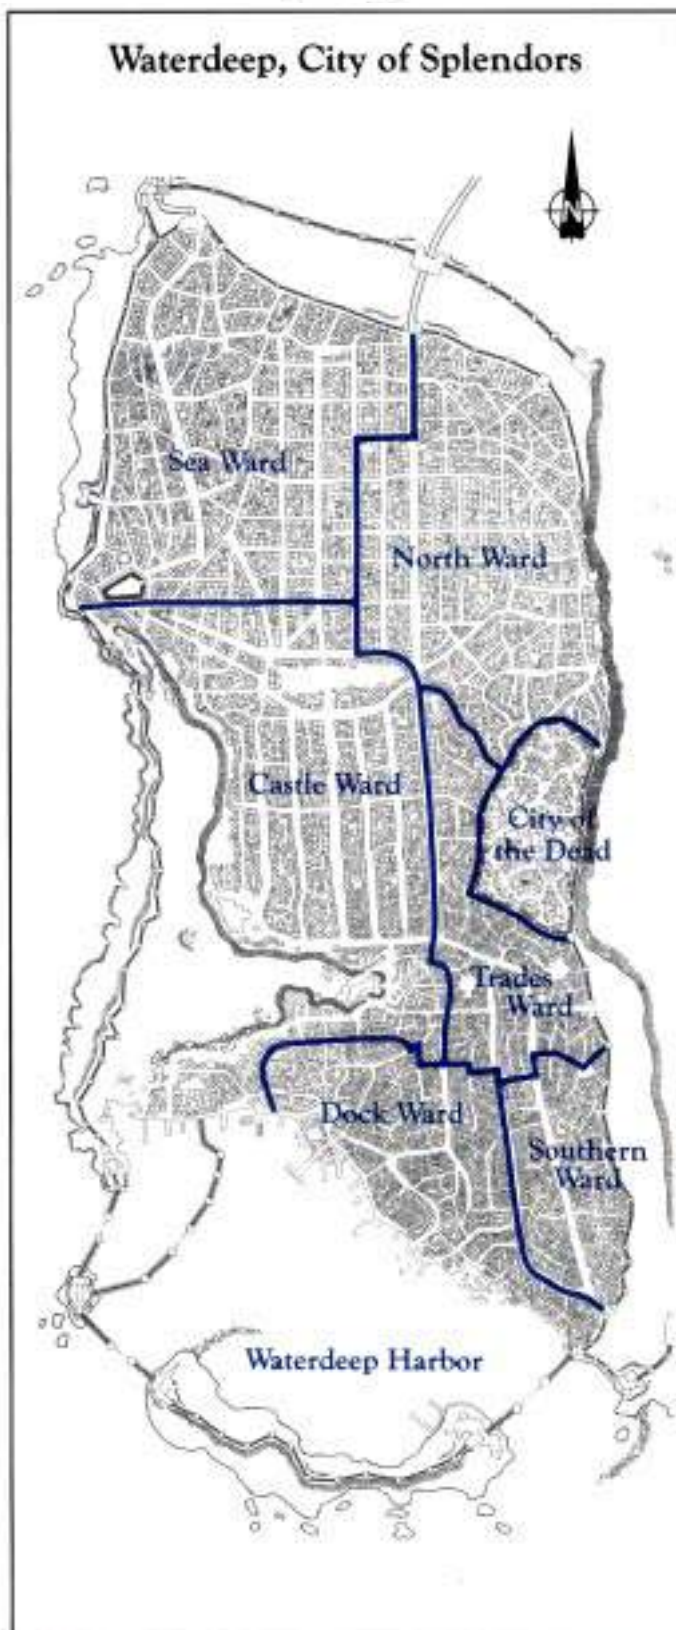 Waterdeep, City of Splendors
N
Sea Ward
North Ward
Castle Ward
City of
the Dead
Trades
Ward
Dock Ward
Southern
Ward
Waterdeep Harbor